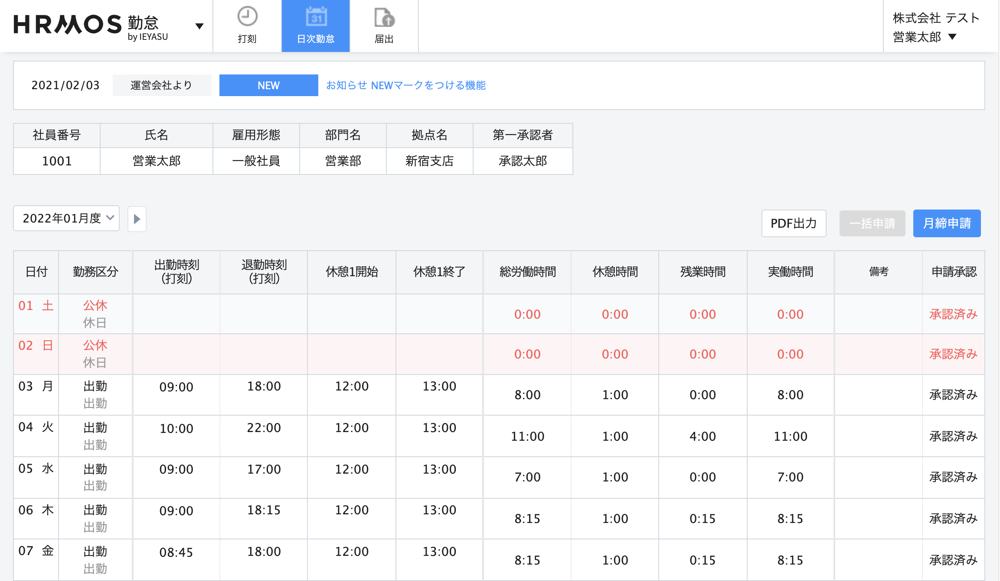 HRMOS 勤怠 ▼
by IEYASU
打刻
31
日次勤怠
届出
株式会社 テスト
営業太郎 ▼
2021/02/03 運営会社より NEW お知らせ NEWマークをつける機能
社員番号 氏名 雇用形態 部門名 拠点名 第一承認者
1001 営業太郎 一般社員 営業部 新宿支店 承認太郎
2022年01月度
PDF出力 一括申請 月締申請
日付 勤務区分 出勤時刻 (打刻) 退勤時刻 (打刻) 休憩1開始 休憩1終了 総労働時間 休憩時間 残業時間 実働時間 備考 申請承認
01 土 公休 0:00 0:00 0:00 0:00 承認済み
休日
02 日 公休 0:00 0:00 0:00 0:00 承認済み
休日
03 月 出勤 09:00 18:00 12:00 13:00 8:00 1:00 0:00 8:00 承認済み
出勤
04 火 出勤 10:00 22:00 12:00 13:00 11:00 1:00 4:00 11:00 承認済み
出勤
05 水 出勤 09:00 17:00 12:00 13:00 7:00 1:00 0:00 7:00 承認済み
出勤
06 木 出勤 09:00 18:15 12:00 13:00 8:15 1:00 0:15 8:15 承認済み
出勤
07 金 出勤 08:45 18:00 12:00 13:00 8:15 1:00 0:15 8:15 承認済み
出勤